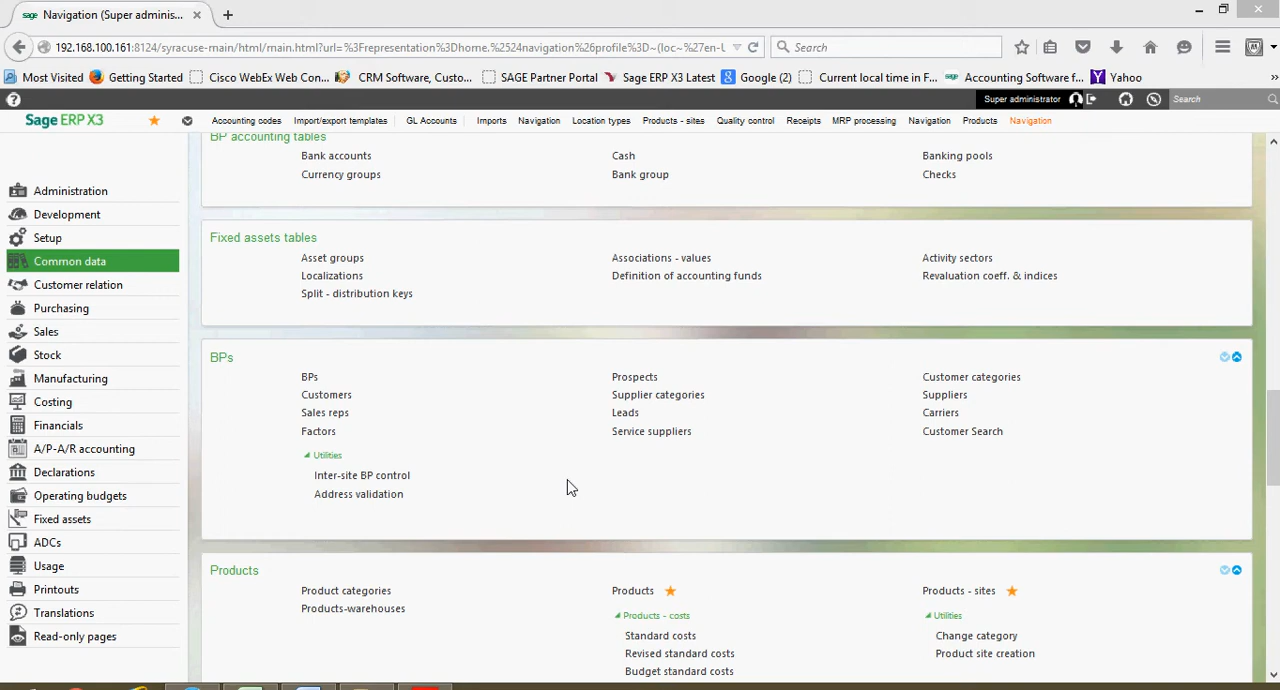 sage Navigation (Super adminis... × +
192.168.100.161:8124/syracuse-main/html/main.html?url=%3Frepresentation%3Dhome.%2524navigation%26profile%3D~(loc~%27en-U Search
Most Visited Getting Started Cisco WebEx Web Con... CRM Software, Custo... SAGE Partner Portal Sage ERP X3 Latest Google (2) Current local time in F... Accounting Software f... Yahoo »
? Super administrator Search
Sage ERP X3 Accounting codes Import/export templates GL Accounts Imports Navigation Location types Products - sites Quality control Receipts MRP processing Navigation Products Navigation
BP accounting tables
Bank accounts Cash Banking pools
Currency groups Bank group Checks
Administration
Development
Setup
Common data
Customer relation
Purchasing
Sales
Stock
Manufacturing
Costing
Financials
A/P-A/R accounting
Declarations
Operating budgets
Fixed assets
ADCs
Usage
Printouts
Translations
Read-only pages
Fixed assets tables
Asset groups Associations - values Activity sectors
Localizations Definition of accounting funds Revaluation coeff. & indices
Split - distribution keys
BPs
BPs Prospects Customer categories
Customers Supplier categories Suppliers
Sales reps Leads Carriers
Factors Service suppliers Customer Search
Utilities
Inter-site BP control
Address validation
Products
Product categories Products Products - sites
Products-warehouses Products - costs Utilities
Standard costs Change category
Revised standard costs Product site creation
Budget standard costs